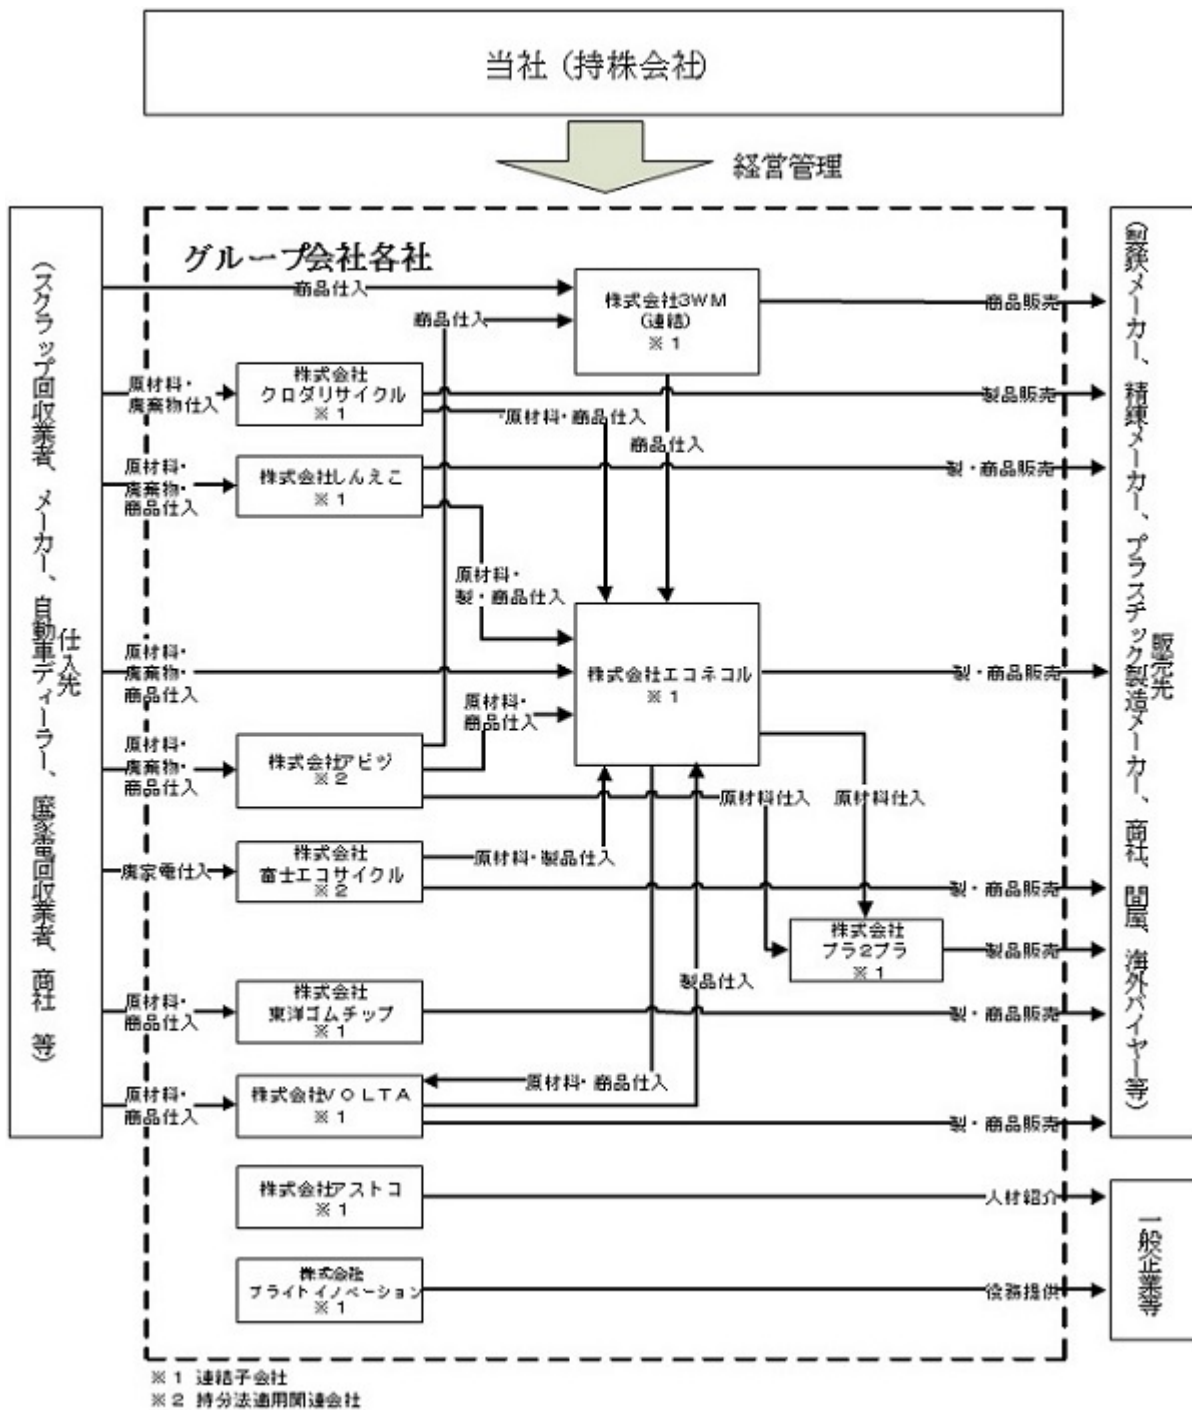 当社（持株会社）
経営管理
グループ会社各社
仕入先
（スクラップ回収業者、メーカー、自動車ディーラー、廃家電回収業者、商社 等）
販売先
（製鉄メーカー、精錬メーカー、プラスチック製造メーカー、商社、問屋、海外バイヤー等）
商品仕入
株式会社3WM
（連結）
※1
商品販売
商品仕入
原材料・
廃棄物仕入
株式会社
クロダリサイクル
※1
・原材料・商品仕入
製品販売
商品仕入
原材料・
廃棄物・
商品仕入
株式会社しんえこ
※1
製・商品販売
原材料・
製・商品仕入
原材料・
廃棄物・
商品仕入
株式会社エコネコル
※1
製・商品販売
原材料・
商品仕入
原材料・
廃棄物・
商品仕入
株式会社アビヅ
※2
原材料仕入
原材料仕入
廃家電仕入
株式会社
富士エコサイクル
※2
原材料・製品仕入
製・商品販売
株式会社
プラ2プラ
※1
製品販売
製品仕入
原材料・
商品仕入
株式会社
東洋ゴムチップ
※1
製・商品販売
原材料・商品仕入
原材料・
商品仕入
株式会社VOLTA
※1
製・商品販売
株式会社アストコ
※1
人材紹介
一般企業等
株式会社
ブライトイノベーション
※1
役務提供
※1 連結子会社
※2 持分法適用関連会社